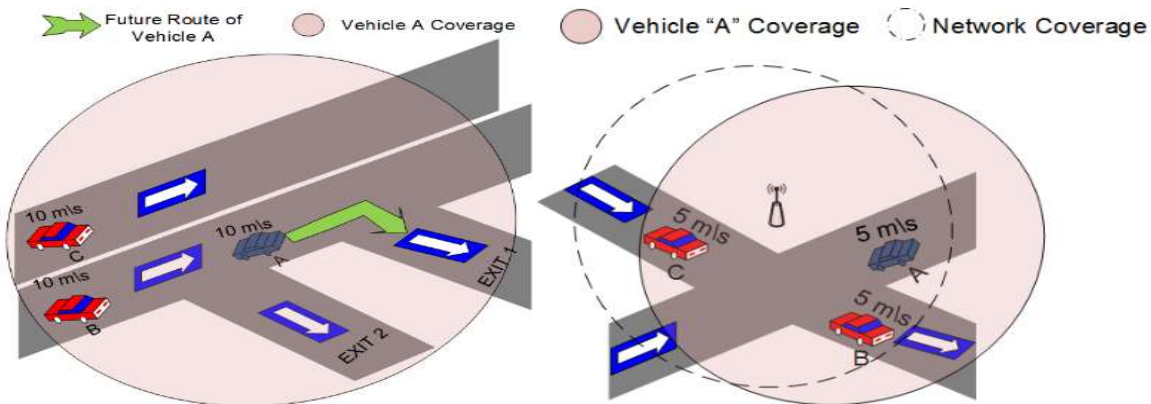 Future Route of
Vehicle A
Vehicle A Coverage
10 m\s
C
10 m\s
A
10 m\s
B
EXIT 1
EXIT 2
Vehicle “A” Coverage
Network Coverage
5 m\s
C
5 m\s
A
5 m\s
B